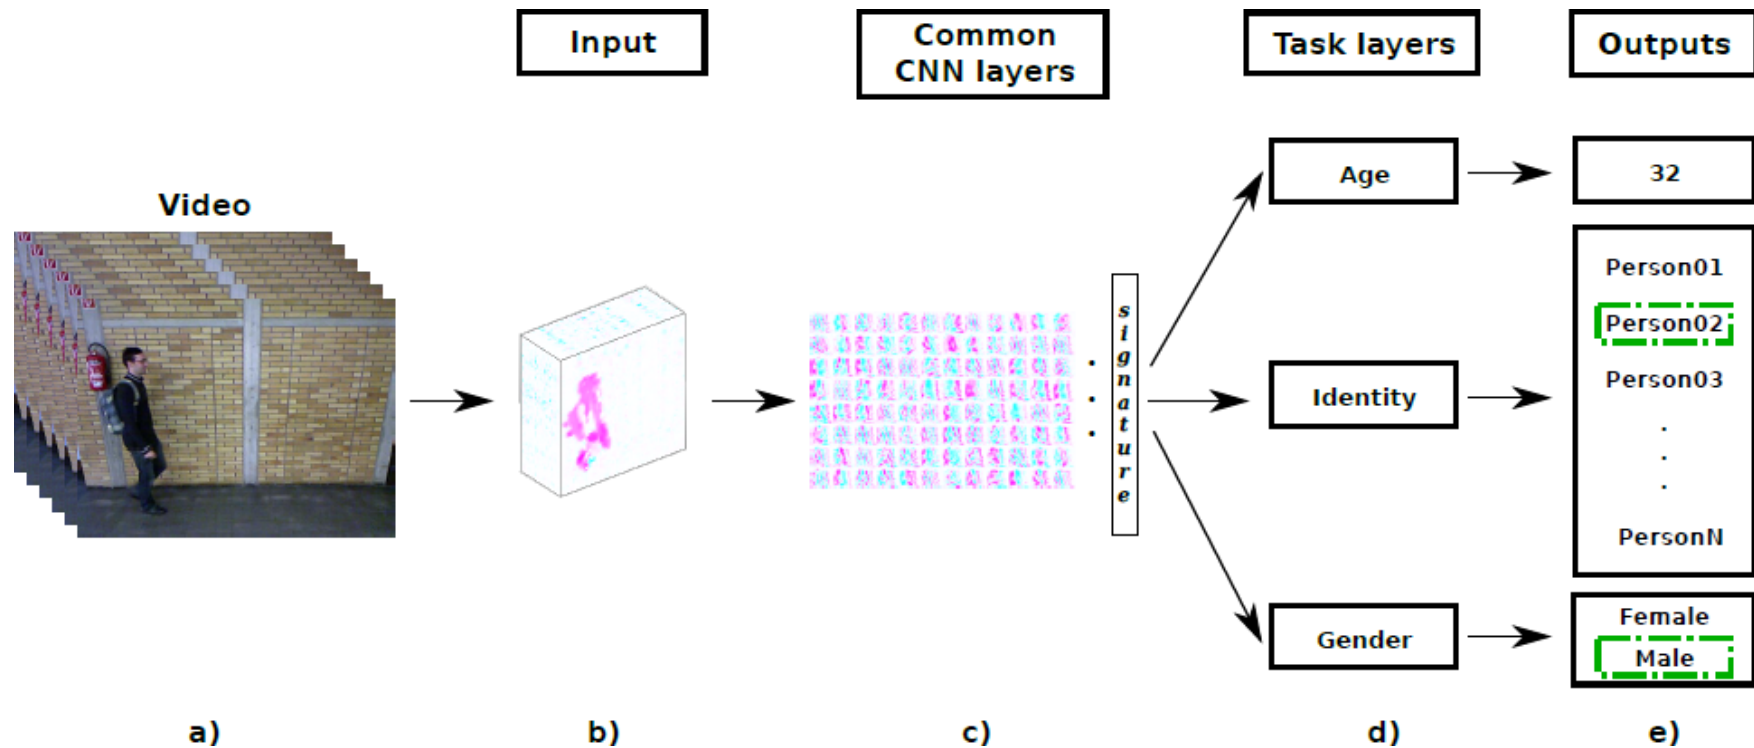 Input
Common
CNN layers
Task layers
Outputs
Video
signature
Age
32
Identity
Person01
Person02
Person03
.
.
.
PersonN
Gender
Female
Male
a)
b)
c)
d)
e)